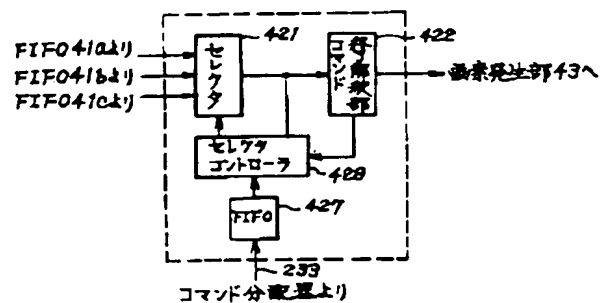 FIFO41aより
FIFO41bより
FIFO41cより
421
セレクタ
422
コマンド
解釈部
画素発生部43へ
セレクタ
コントローラ
428
FIFO
427
233
コマンド分配器より